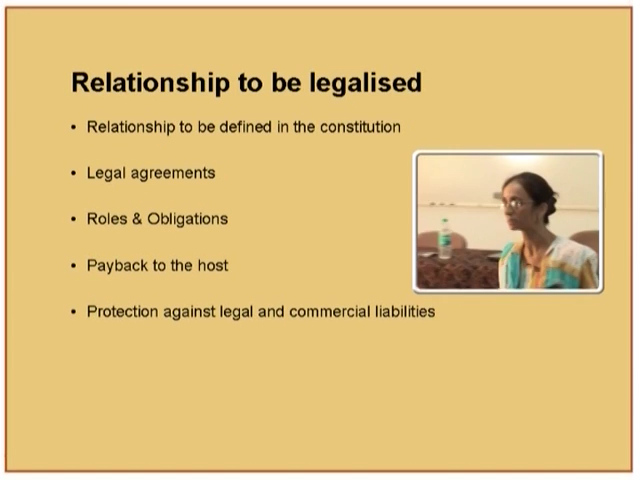 Relationship to be legalised
• Relationship to be defined in the constitution
• Legal agreements
• Roles & Obligations
• Payback to the host
• Protection against legal and commercial liabilities